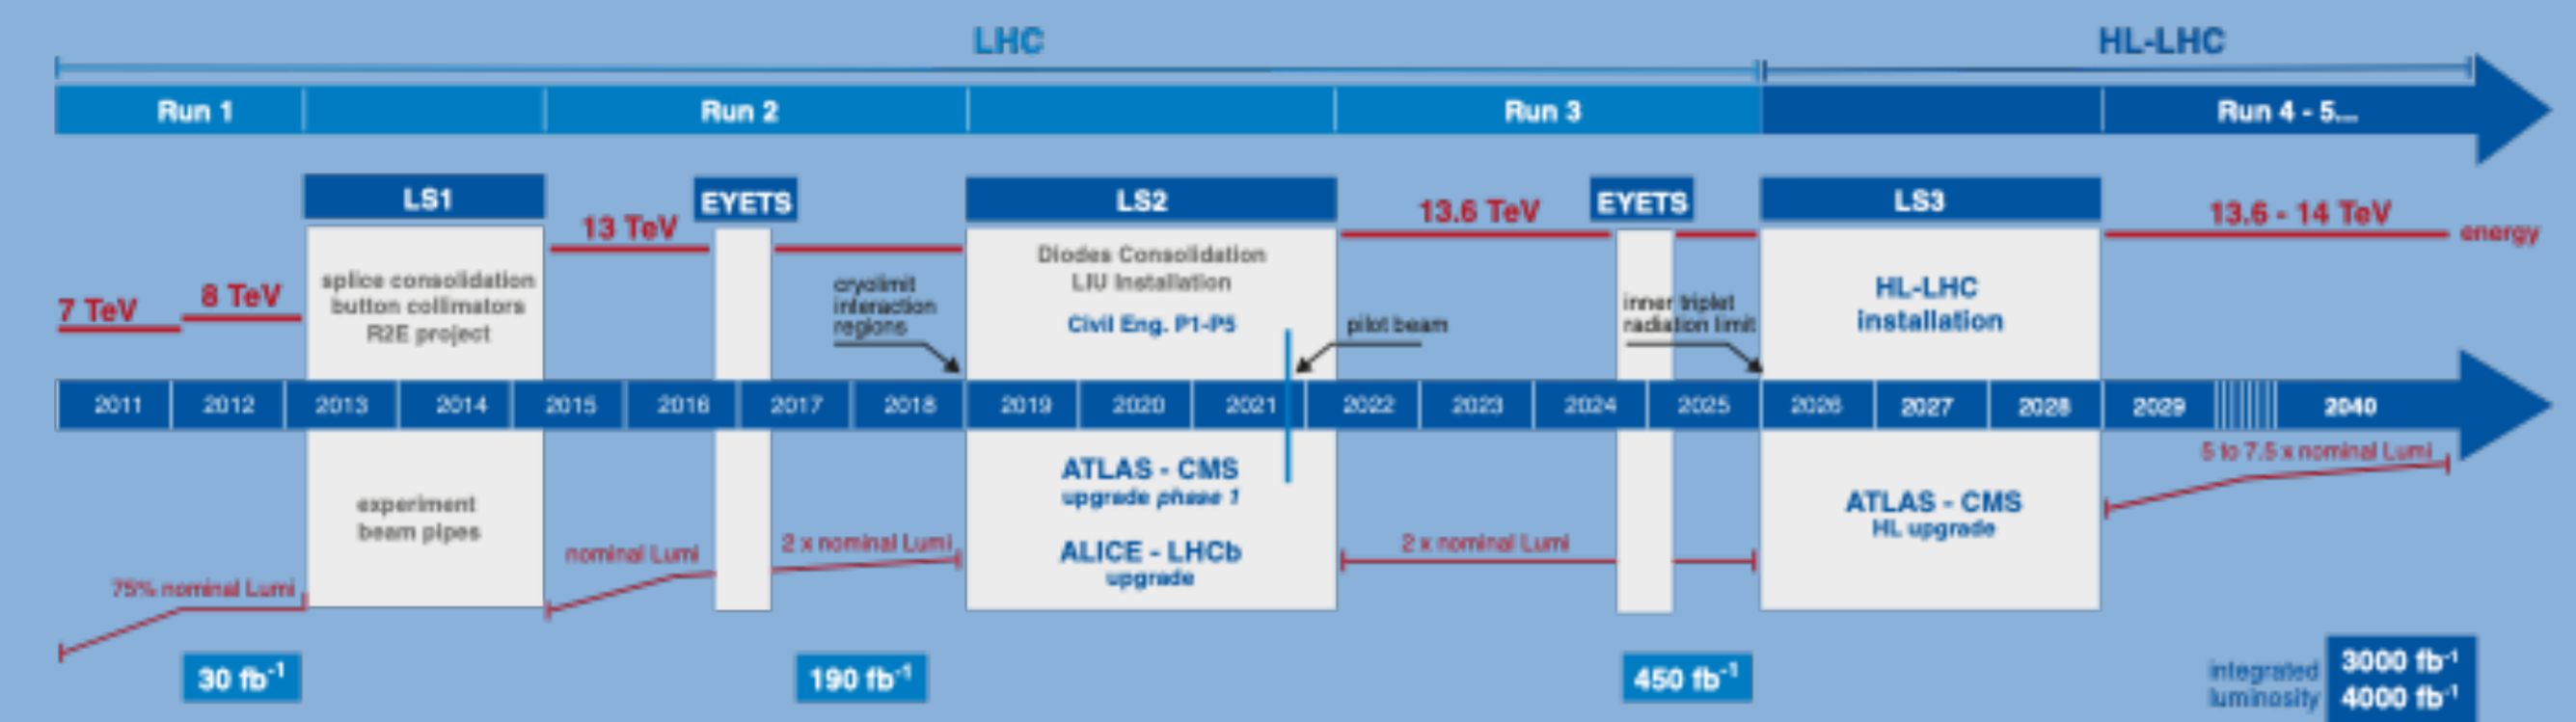 LHC
HL-LHC
Run 1
Run 2
Run 3
Run 4 - 5...
LS1
EYETS
LS2
EYETS
LS3
7 TeV
8 TeV
13 TeV
13.6 TeV
13.6 - 14 TeV
energy
splice consolidation
button collimators
R2E project
cryolimit
interaction
regions
Diodes Consolidation
LIU Installation
Civil Eng. P1-P5
pilot beam
inner triplet
radiation limit
HL-LHC
installation
2011 2012 2013 2014 2015 2016 2017 2018 2019 2020 2021 2022 2023 2024 2025 2026 2027 2028 2029 2040
experiment
beam pipes
ATLAS - CMS
upgrade phase 1
ALICE - LHCb
upgrade
ATLAS - CMS
HL upgrade
75% nominal Lumi
nominal Lumi
2 x nominal Lumi
2 x nominal Lumi
5 to 7.5 x nominal Lumi
30 fb⁻¹
190 fb⁻¹
450 fb⁻¹
integrated
luminosity
3000 fb⁻¹
4000 fb⁻¹